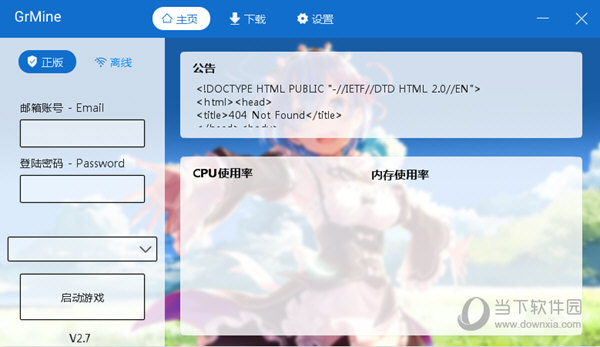 GrMine
主页
下载
设置
正版
离线
邮箱账号 - Email
登陆密码 - Password
启动游戏
V2.7
公告
<!DOCTYPE HTML PUBLIC "-//IETF//DTD HTML 2.0//EN">
<html><head>
<title>404 Not Found</title>
</head><body>
CPU使用率
内存使用率
当下软件园
www.downxia.com